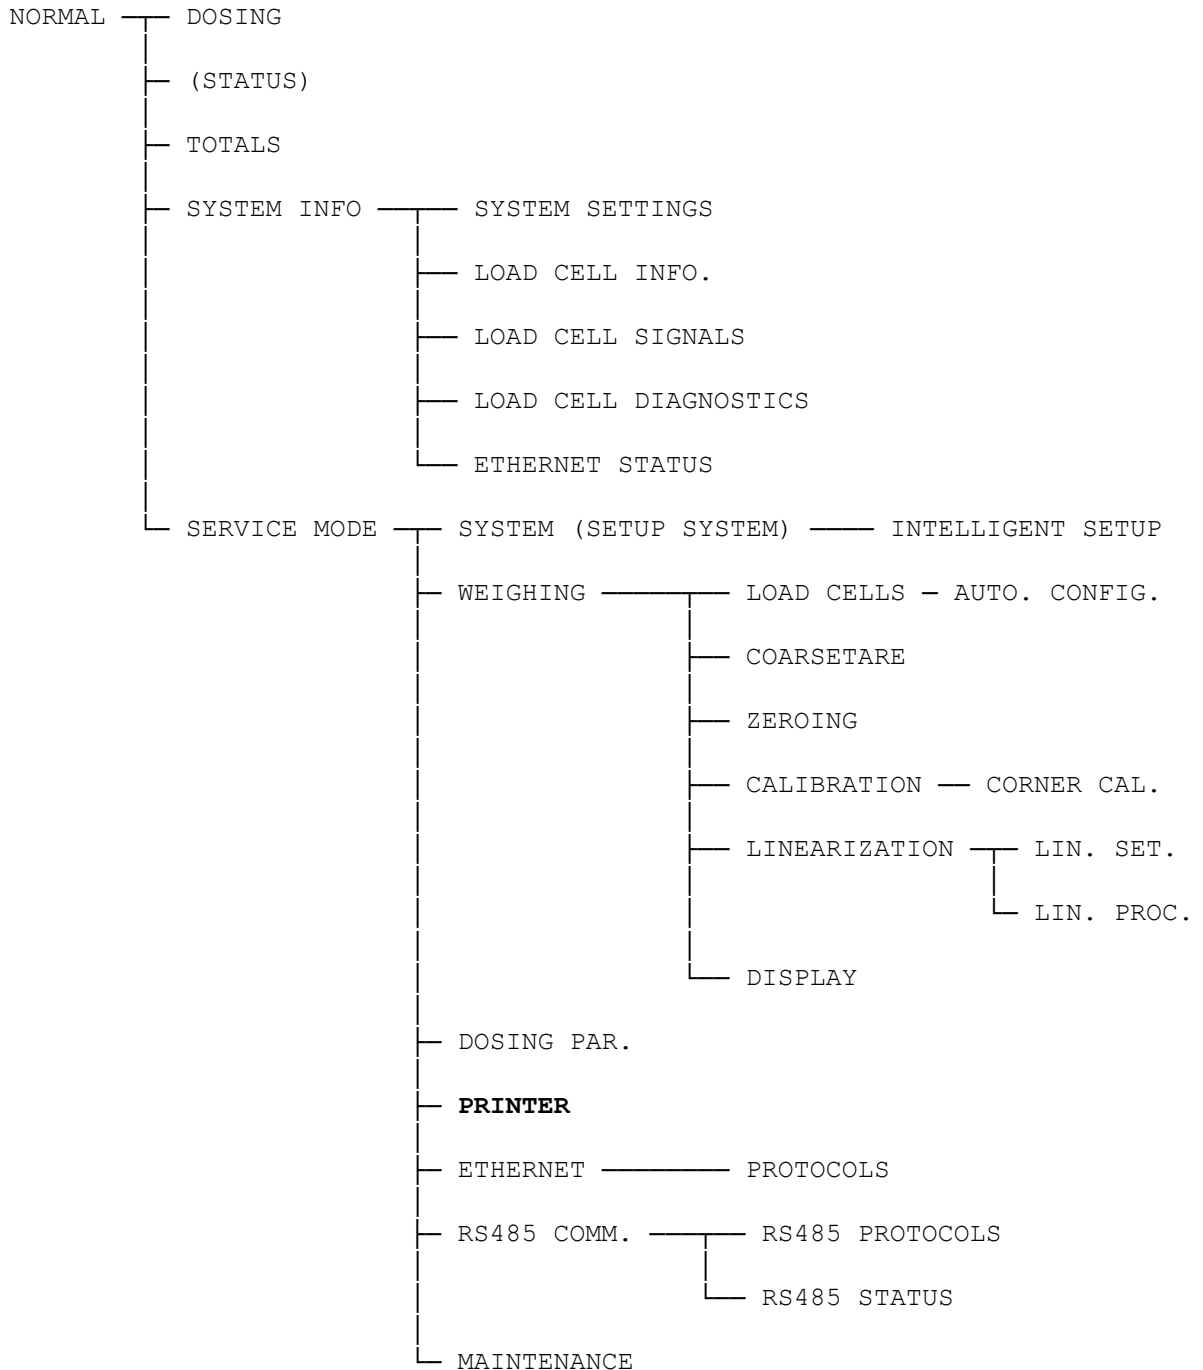 NORMAL DOSING
(STATUS)
TOTALS
SYSTEM INFO SYSTEM SETTINGS
LOAD CELL INFO.
LOAD CELL SIGNALS
LOAD CELL DIAGNOSTICS
ETHERNET STATUS
SERVICE MODE SYSTEM (SETUP SYSTEM) INTELLIGENT SETUP
WEIGHING LOAD CELLS AUTO. CONFIG.
COARSETARE
ZEROING
CALIBRATION CORNER CAL.
LINEARIZATION LIN. SET.
LIN. PROC.
DISPLAY
DOSING PAR.
PRINTER
ETHERNET PROTOCOLS
RS485 COMM. RS485 PROTOCOLS
RS485 STATUS
MAINTENANCE